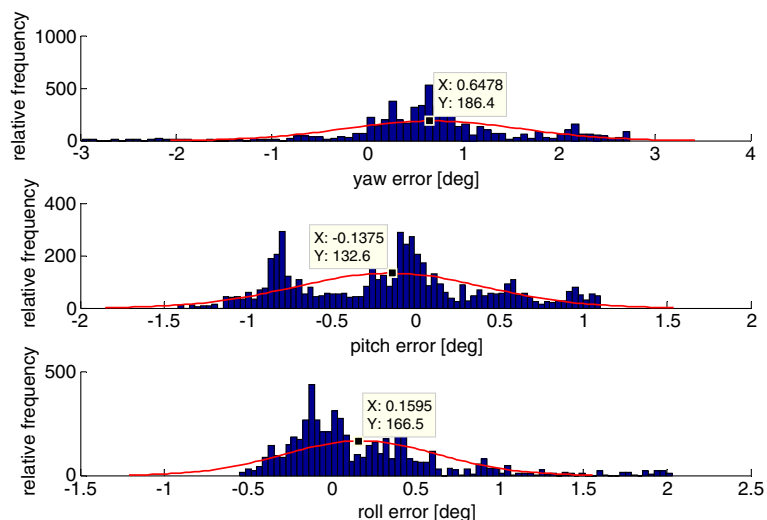 relative frequency
1000
500
0
X: 0.6478
Y: 186.4
-3 -2 -1 0 1 2 3 4
yaw error [deg]
relative frequency
400
200
0
X: -0.1375
Y: 132.6
-2 -1.5 -1 -0.5 0 0.5 1 1.5 2
pitch error [deg]
relative frequency
500
0
X: 0.1595
Y: 166.5
-1.5 -1 -0.5 0 0.5 1 1.5 2 2.5
roll error [deg]